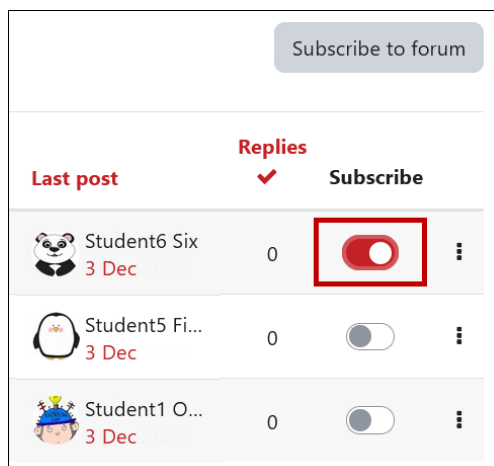 Subscribe to forum
Replies
Last post
Subscribe
Student6 Six
3 Dec
0
Student5 Fi...
3 Dec
0
Student1 O...
3 Dec
0